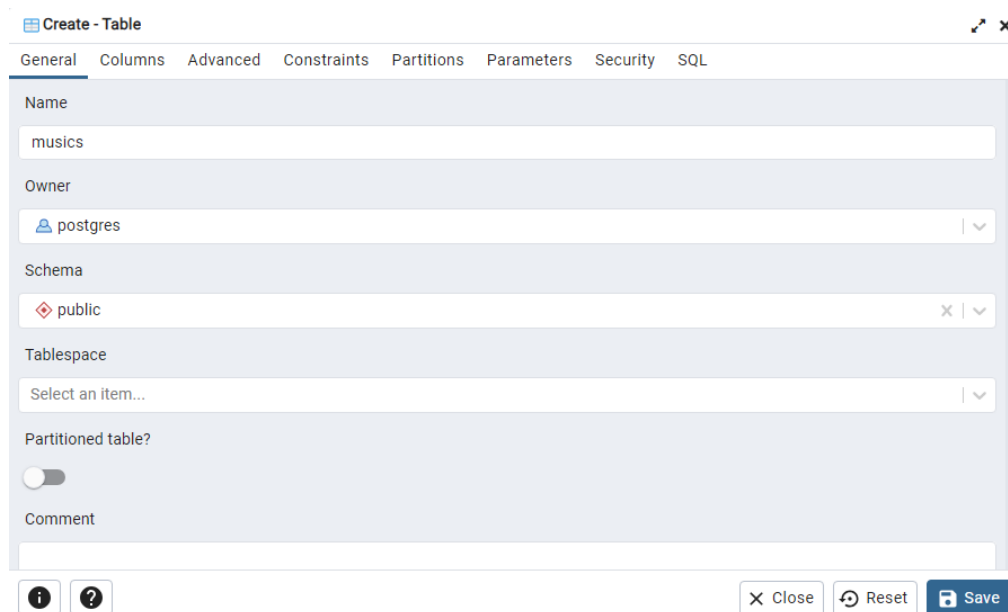 Create - Table
General Columns Advanced Constraints Partitions Parameters Security SQL
Name
musics
Owner
postgres
Schema
public
Tablespace
Select an item...
Partitioned table?
Comment
Close Reset Save